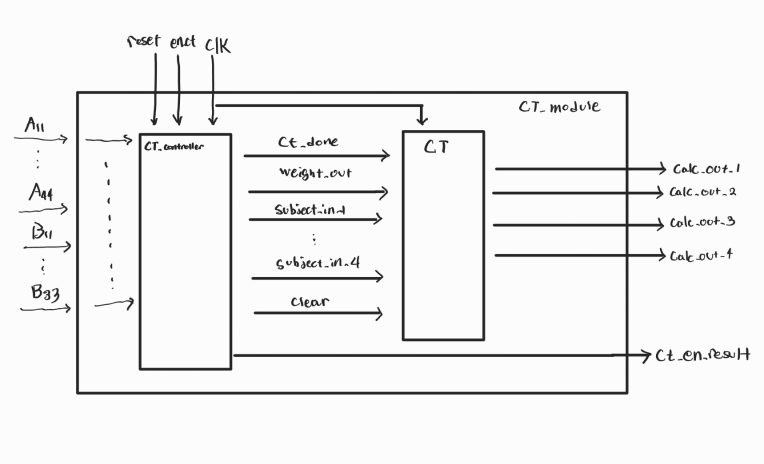 reset enct clk
CT_module
A11
⋮
A44
B11
⋮
B33
CT_controller
CT
Ct_done
weight_out
subject_in_1
⋮
subject_in_4
clear
Calc_out_1
Calc_out_2
Calc_out_3
Calc_out_4
Ct_en_result